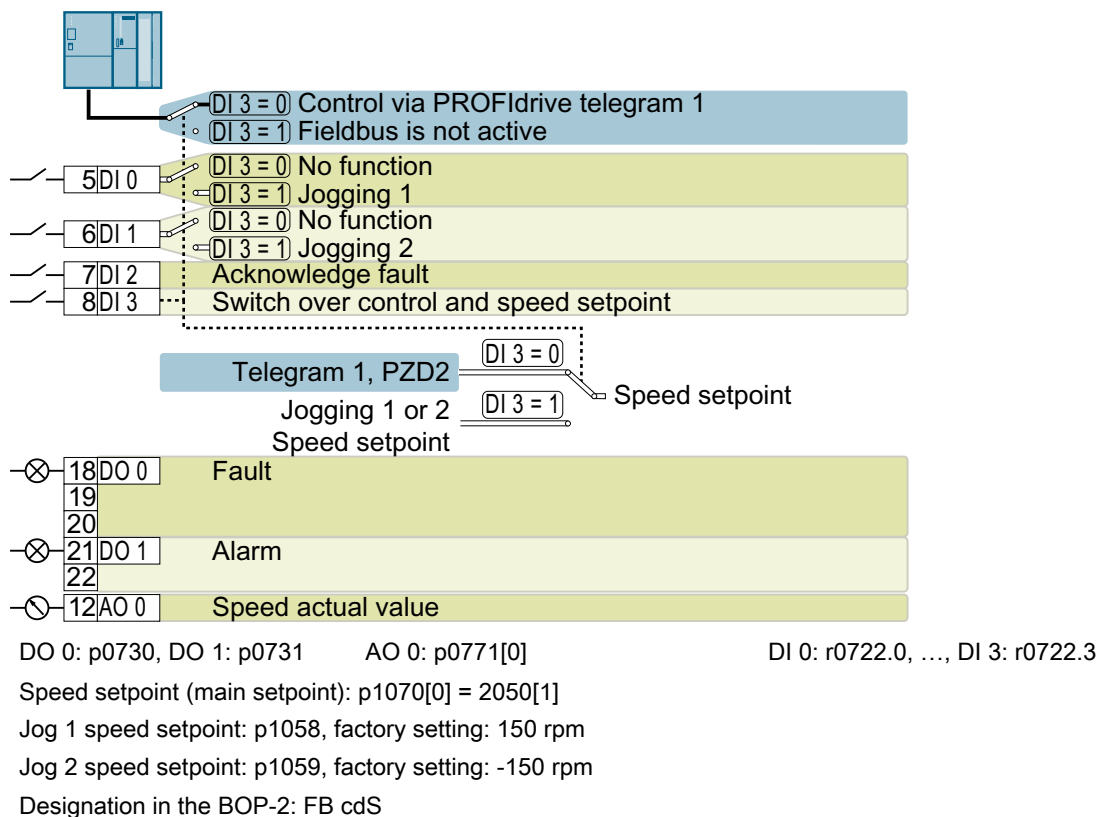 DI 3 = 0 Control via PROFIdrive telegram 1
DI 3 = 1 Fieldbus is not active
5 DI 0 DI 3 = 0 No function
DI 3 = 1 Jogging 1
6 DI 1 DI 3 = 0 No function
DI 3 = 1 Jogging 2
7 DI 2 Acknowledge fault
8 DI 3 Switch over control and speed setpoint
Telegram 1, PZD2 DI 3 = 0
Speed setpoint
Jogging 1 or 2 DI 3 = 1
Speed setpoint
18 DO 0 Fault
19
20
21 DO 1 Alarm
22
12 AO 0 Speed actual value
DO 0: p0730, DO 1: p0731 AO 0: p0771[0] DI 0: r0722.0, …, DI 3: r0722.3
Speed setpoint (main setpoint): p1070[0] = 2050[1]
Jog 1 speed setpoint: p1058, factory setting: 150 rpm
Jog 2 speed setpoint: p1059, factory setting: -150 rpm
Designation in the BOP-2: FB cdS